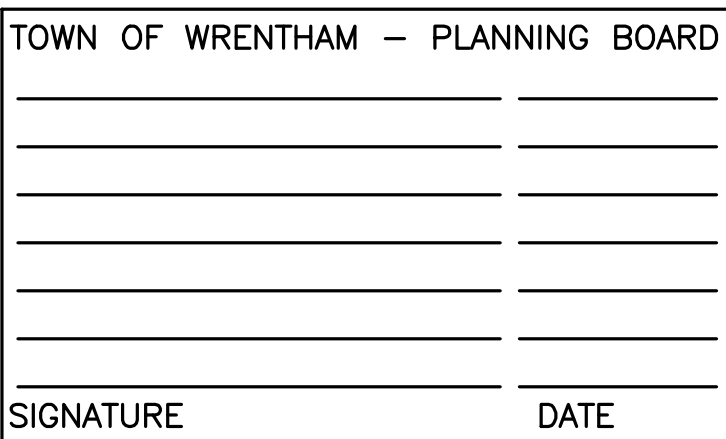 TOWN OF WRENTHAM – PLANNING BOARD
SIGNATURE DATE